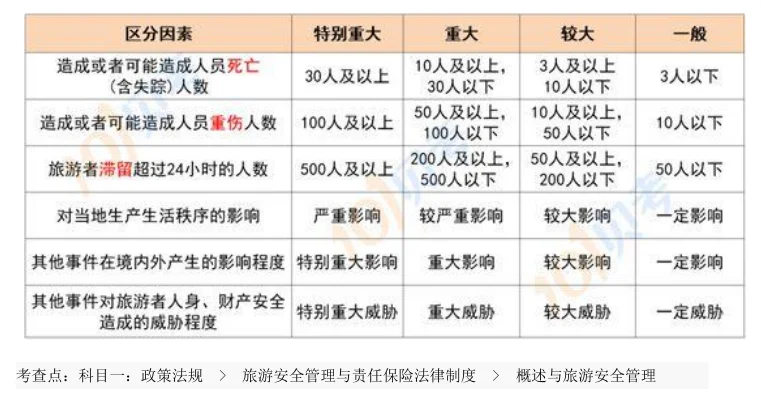 区分因素 特别重大 重大 较大 一般
造成或者可能造成人员死亡
(含失踪)人数 30人及以上 10人及以上，
30人以下 3人及以上
10人以下 3人以下
造成或者可能造成人员重伤人数 100人及以上 50人及以上，
100人以下 10人及以上，
50人以下 10人以下
旅游者滞留超过24小时的人数 500人及以上 200人及以上，
500人以下 50人及以上，
200人以下 50人以下
对当地生产生活秩序的影响 严重影响 较严重影响 较大影响 一定影响
其他事件在境内外产生的影响程度 特别重大影响 重大影响 较大影响 一定影响
其他事件对旅游者人身、财产安全
造成的威胁程度 特别重大威胁 重大威胁 较大威胁 一定威胁
考查点：科目一：政策法规 > 旅游安全管理与责任保险法律制度 > 概述与旅游安全管理